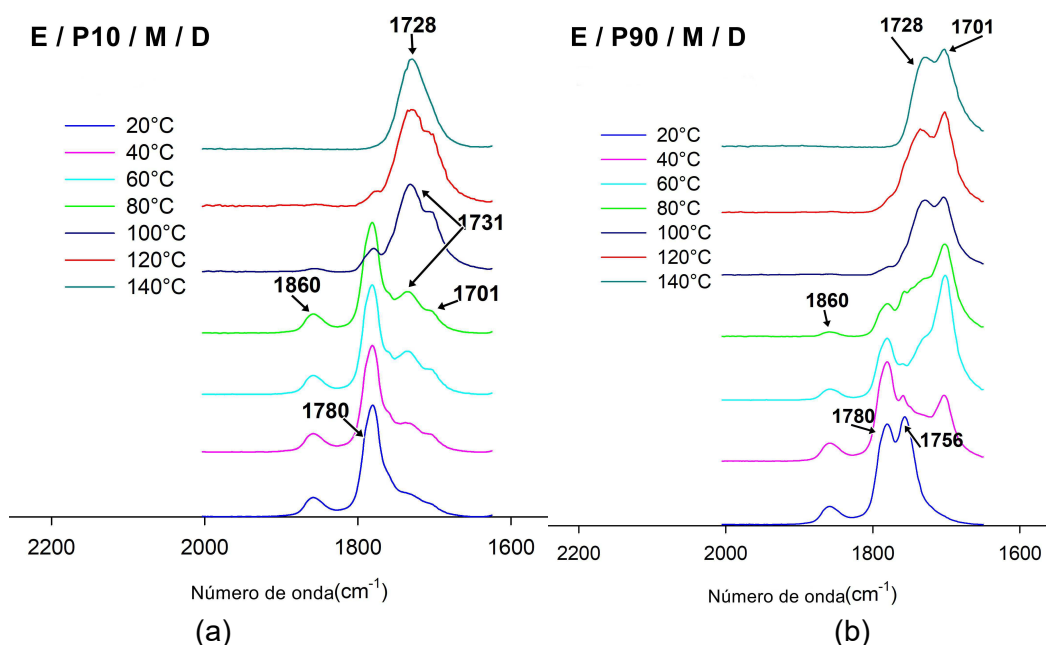 E / P10 / M / D
1728
20°C
40°C
60°C
80°C
100°C
120°C
140°C
1731
1860
1701
1780
2200
2000
1800
1600
Número de onda(cm⁻¹)
(a)
E / P90 / M / D
1728
1701
20°C
40°C
60°C
80°C
100°C
120°C
140°C
1860
1780
1756
2200
2000
1800
1600
Número de onda(cm⁻¹)
(b)